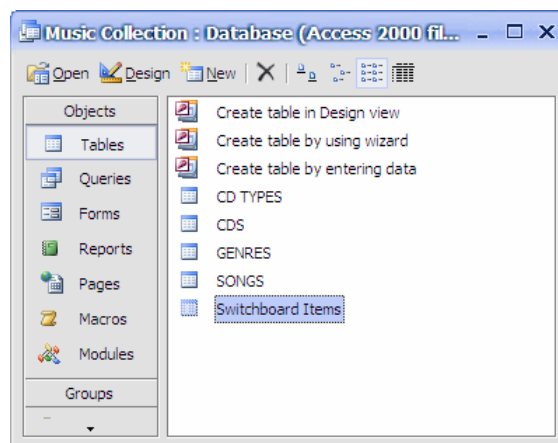 Music Collection : Database (Access 2000 fil...
Open Design New
Objects
Tables
Queries
Forms
Reports
Pages
Macros
Modules
Groups
Create table in Design view
Create table by using wizard
Create table by entering data
CD TYPES
CDS
GENRES
SONGS
Switchboard Items